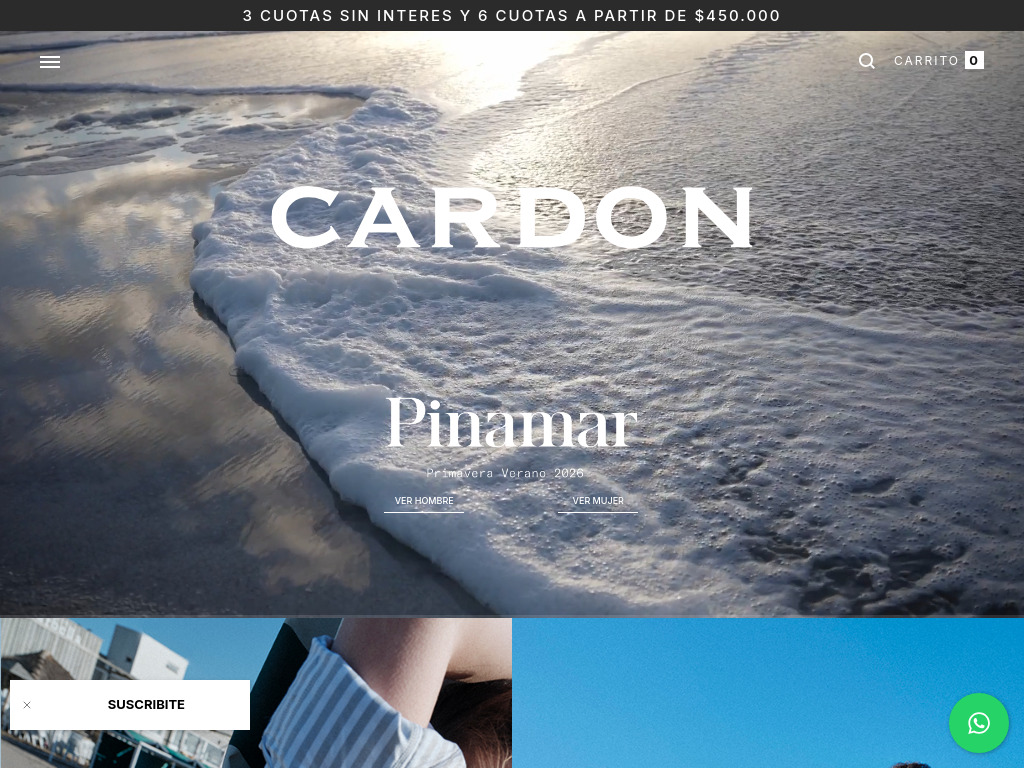 3 CUOTAS SIN INTERES Y 6 CUOTAS A PARTIR DE $450.000
CARRITO 0
CARDON
Pinamar
Primavera Verano 2026
VER HOMBRE
VER MUJER
SUSCRIBITE